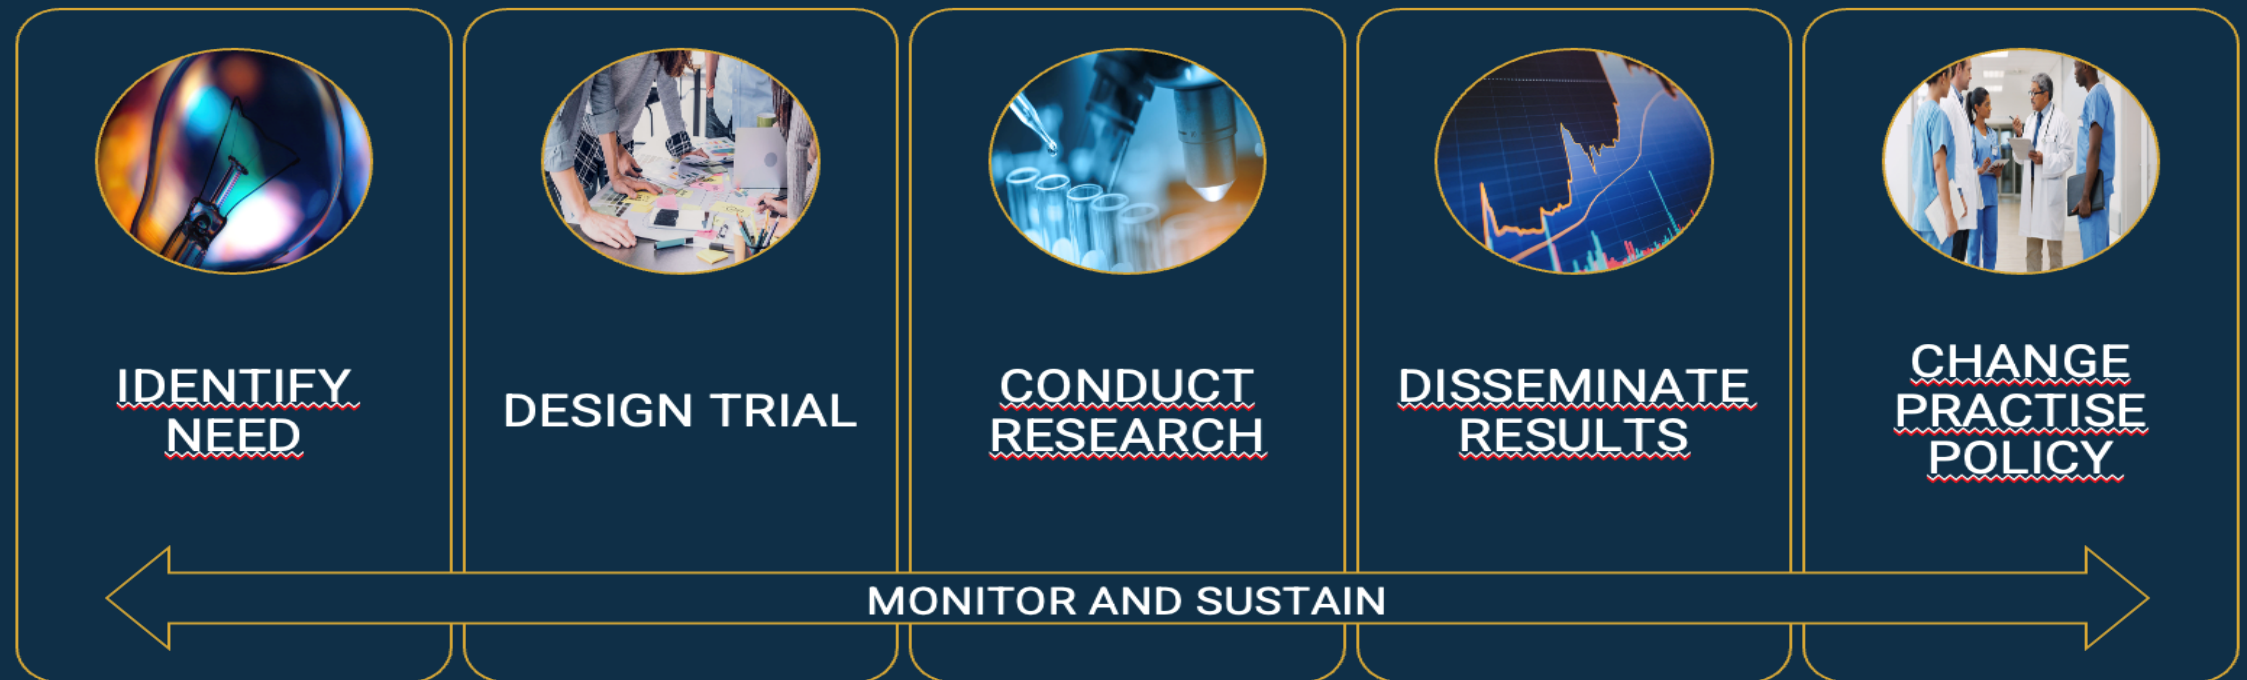 IDENTIFY
NEED
DESIGN TRIAL
CONDUCT
RESEARCH
DISSEMINATE
RESULTS
CHANGE
PRACTISE
POLICY
MONITOR AND SUSTAIN